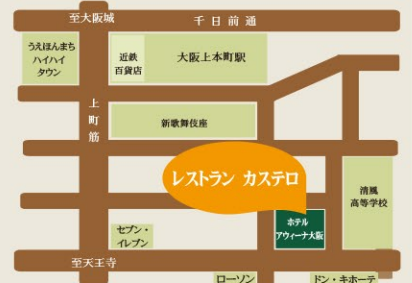 至大阪城
千日前通
うえほんまち
ハイハイ
タウン
近鉄
百貨店
大阪上本町駅
上町筋
新歌舞伎座
レストラン カステロ
清風
高等学校
ホテル
アウィーナ大阪
セブン・
イレブン
至天王寺
ローソン
ドン・キホーテ